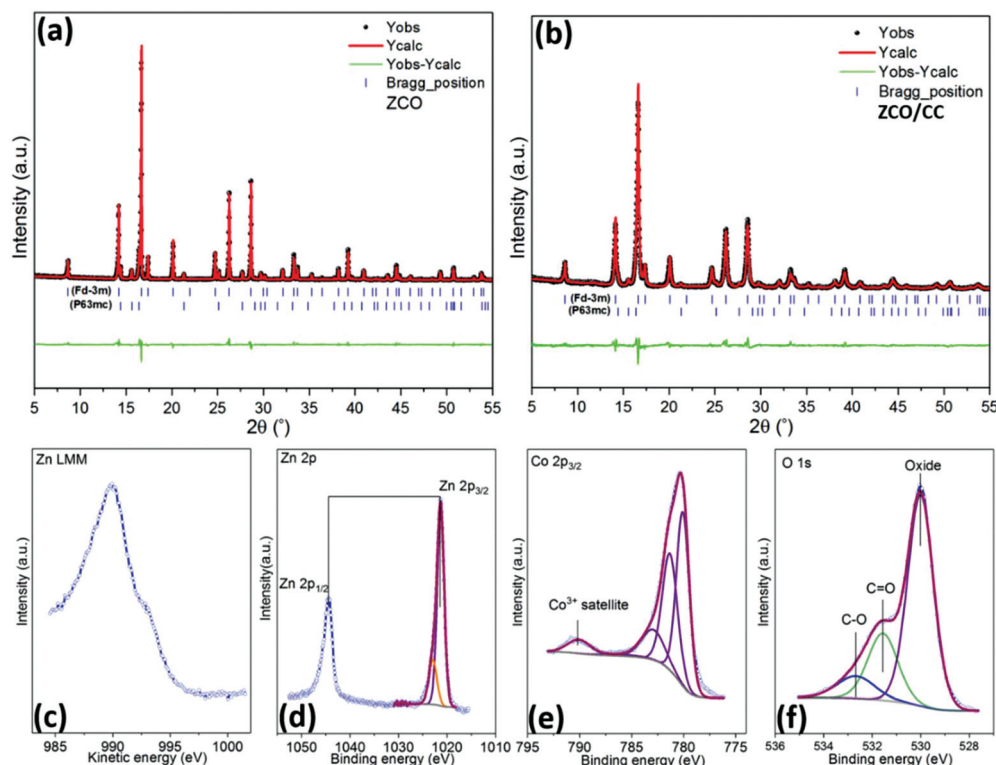 (a)
Yobs
Ycalc
Yobs-Ycalc
Bragg_position
ZCO
(Fd-3m)
(P63mc)
Intensity (a.u.)
5 10 15 20 25 30 35 40 45 50 55
2θ (°)
(b)
Yobs
Ycalc
Yobs-Ycalc
Bragg_position
ZCO/CC
(Fd-3m)
(P63mc)
Intensity (a.u.)
5 10 15 20 25 30 35 40 45 50 55
2θ (°)
Zn LMM
Intensity (a.u.)
(c)
985 990 995 1000
Kinetic energy (eV)
Zn 2p
Zn 2p3/2
Zn 2p1/2
Intensity(a.u.)
(d)
1050 1040 1030 1020 1010
Binding energy (eV)
Co 2p3/2
Co3+ satellite
Intensity (a.u.)
(e)
795 790 785 780 775
Binding energy (eV)
O 1s
Oxide
C=O
C-O
Intensity (a.u.)
(f)
536 534 532 530 528
Binding energy (eV)